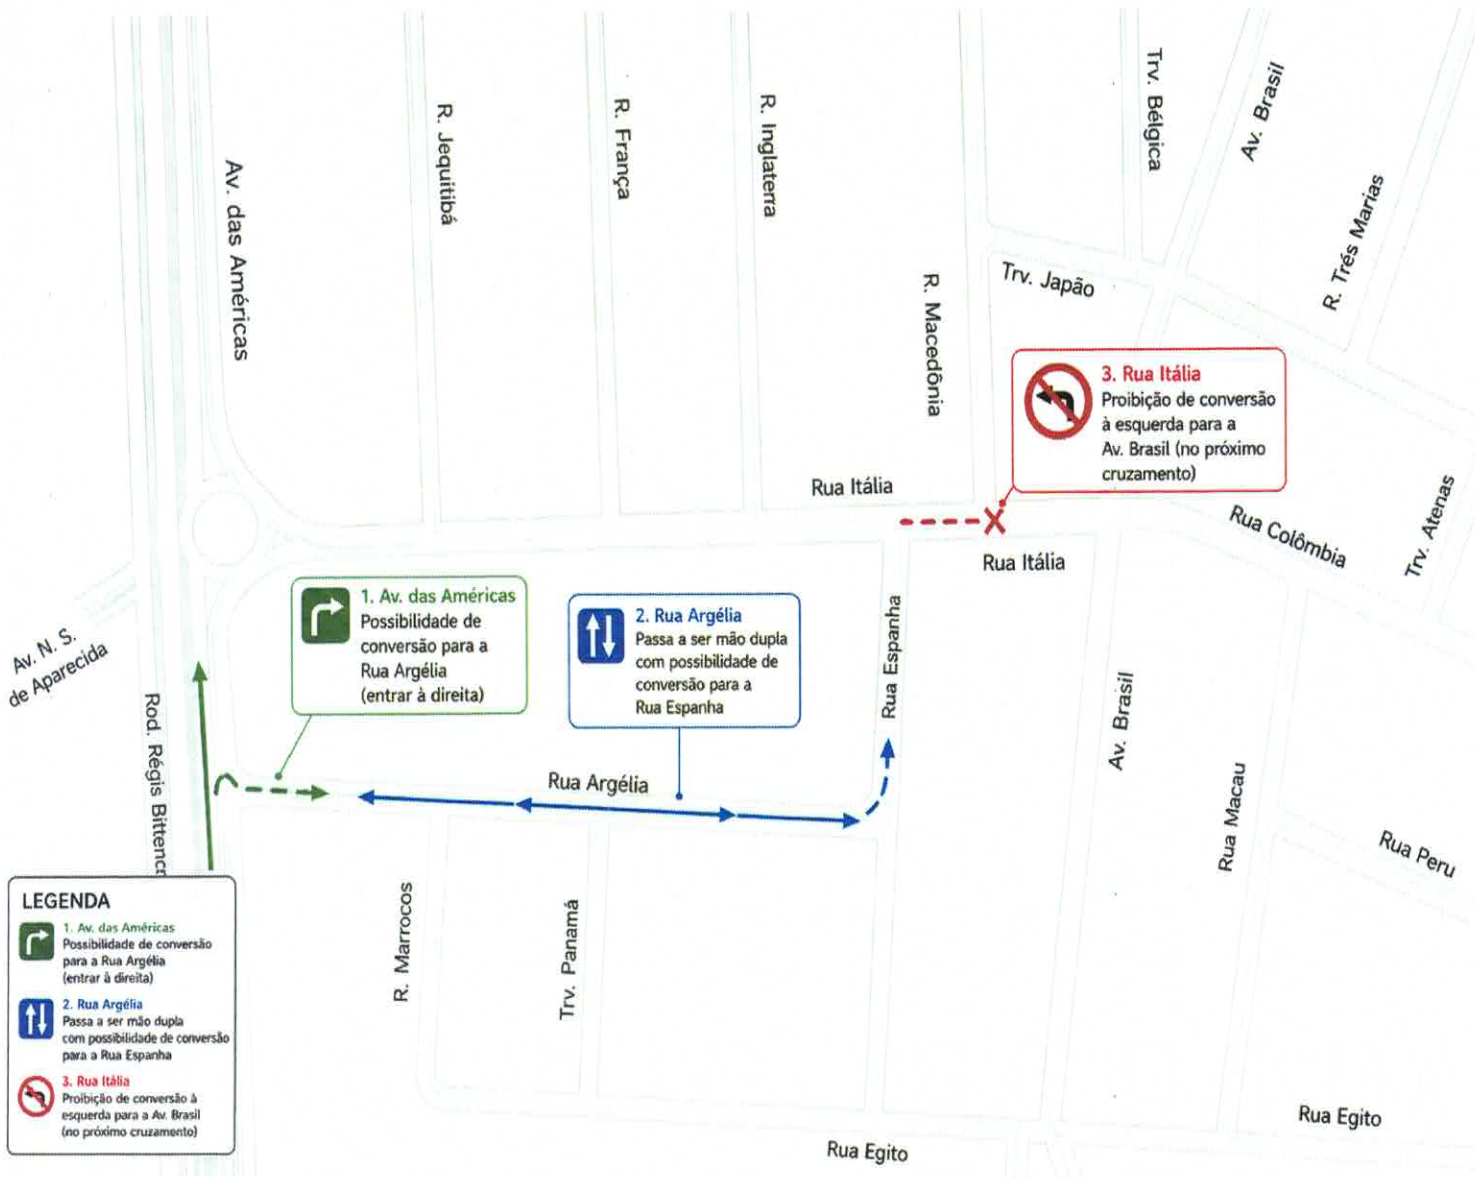 Av. das Américas
R. Jequitibá
R. França
R. Inglaterra
R. Macedônia
Trv. Bélgica
Av. Brasil
R. Três Marias
Trv. Japão
3. Rua Itália
Proibição de conversão
à esquerda para a
Av. Brasil (no próximo
cruzamento)
Rua Itália
Rua Itália
Rua Colômbia
Trv. Atenas
Av. N. S.
de Aparecida
1. Av. das Américas
Possibilidade de
conversão para a
Rua Argélia
(entrar à direita)
2. Rua Argélia
Passa a ser mão dupla
com possibilidade de
conversão para a
Rua Espanha
Rua Espanha
Rod. Régis Bittenc
Rua Argélia
Av. Brasil
Rua Macau
Rua Peru
R. Marrocos
Trv. Panamá
LEGENDA
1. Av. das Américas
Possibilidade de conversão
para a Rua Argélia
(entrar à direita)
2. Rua Argélia
Passa a ser mão dupla
com possibilidade de conversão
para a Rua Espanha
3. Rua Itália
Proibição de conversão à
esquerda para a Av. Brasil
(no próximo cruzamento)
Rua Egito
Rua Egito